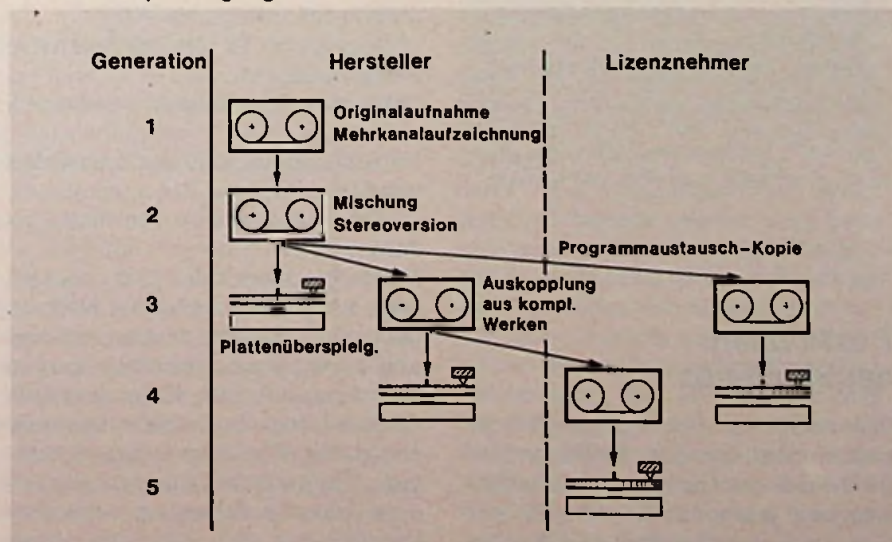 Generation
Hersteller
Lizenznehmer
1
Originalaufnahme
Mehrkanalaufzeichnung
2
Mischung
Stereoversion
Programmaustausch-Kopie
3
Auskopplung
aus kompl.
Werken
Plattenüberspielg.
4
5